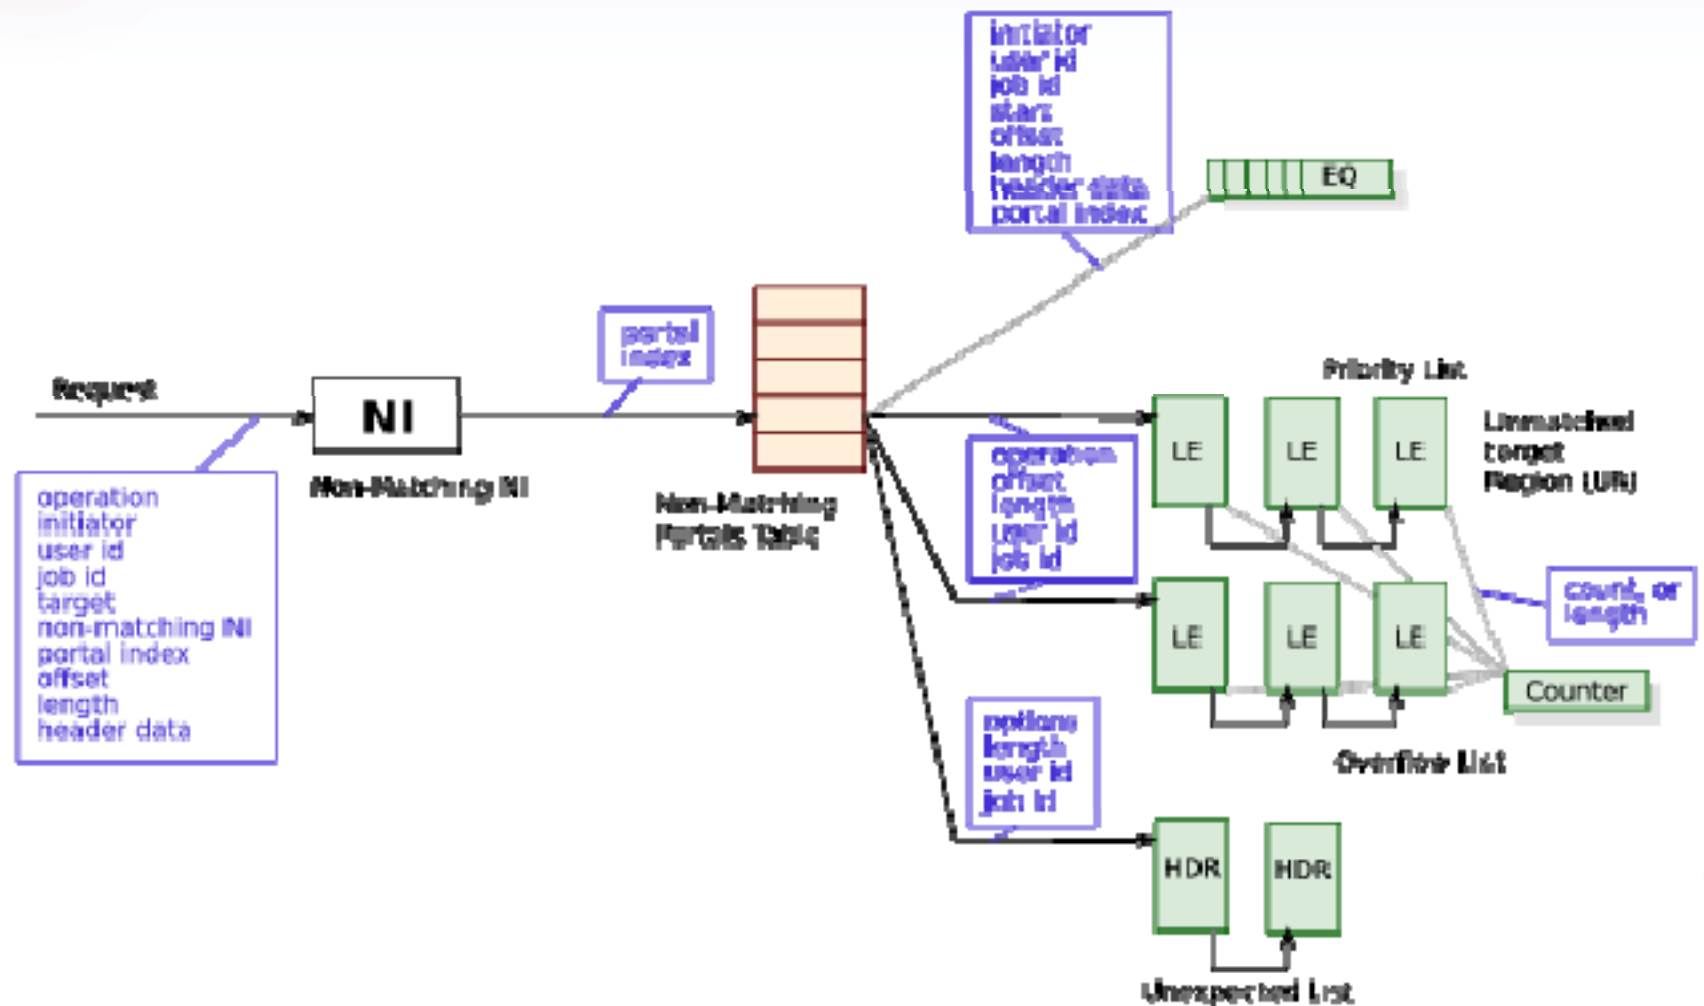 initiator
user id
job id
start
offset
length
header data
portal index
EQ
portal
index
Request
NI
Non-Matching NI
Non-Matching
Portals Table
operation
initiator
user id
job id
target
non-matching NI
portal index
offset
length
header data
Priority List
LE
LE
LE
Unmatched
target
Region (UR)
operation
offset
length
user id
job id
LE
LE
LE
count, or
length
Counter
Overflow List
options
length
user id
job id
HDR
HDR
Unexpected List